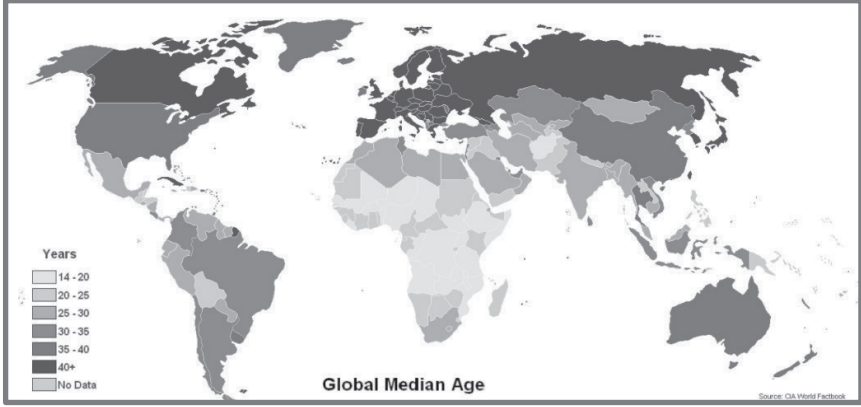 Years
14 - 20
20 - 25
25 - 30
30 - 35
35 - 40
40+
No Data
Global Median Age
Source: CIA World Factbook